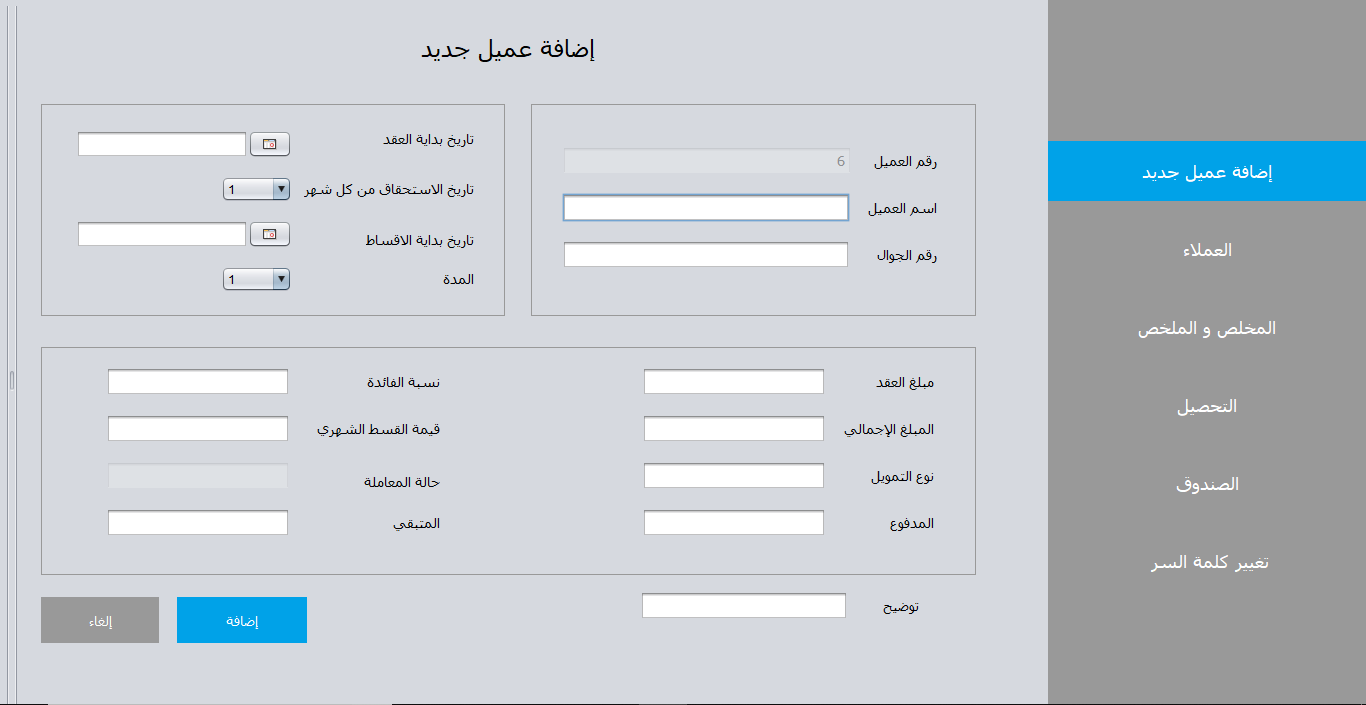 إضافة عميل جديد
العملاء
المخلص و الملخص
التحصيل
الصندوق
تغيير كلمة السر
إضافة عميل جديد
رقم العميل 6
اسم العميل
رقم الجوال
تاريخ بداية العقد
تاريخ الاستحقاق من كل شهر 1
تاريخ بداية الاقساط
المدة 1
مبلغ العقد
المبلغ الإجمالي
نوع التمويل
المدفوع
نسبة الفائدة
قيمة القسط الشهري
حالة المعاملة
المتبقي
توضيح
إضافة
إلغاء